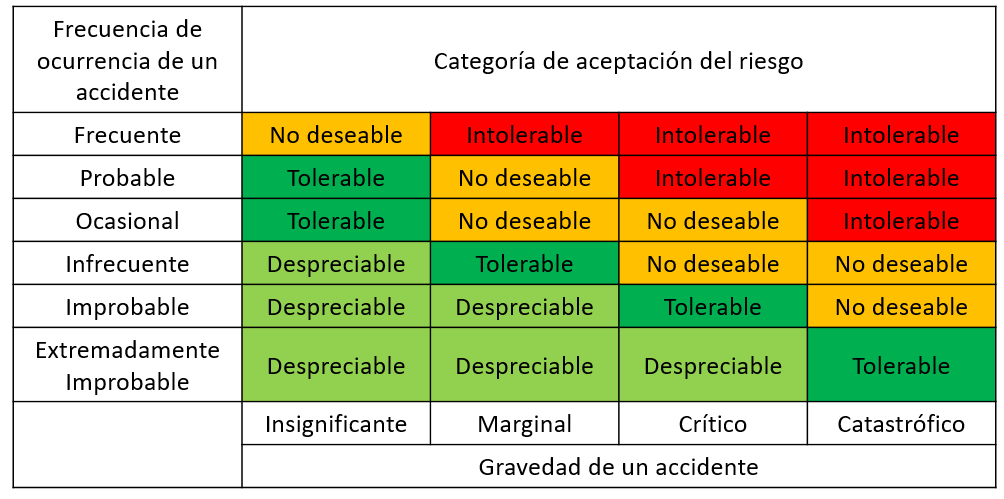 Frecuencia de
ocurrencia de un
accidente
Categoría de aceptación del riesgo
Frecuente No deseable Intolerable Intolerable Intolerable
Probable Tolerable No deseable Intolerable Intolerable
Ocasional Tolerable No deseable No deseable Intolerable
Infrecuente Despreciable Tolerable No deseable No deseable
Improbable Despreciable Despreciable Tolerable No deseable
Extremadamente
Improbable
Despreciable Despreciable Despreciable Tolerable
Insignificante Marginal Crítico Catastrófico
Gravedad de un accidente